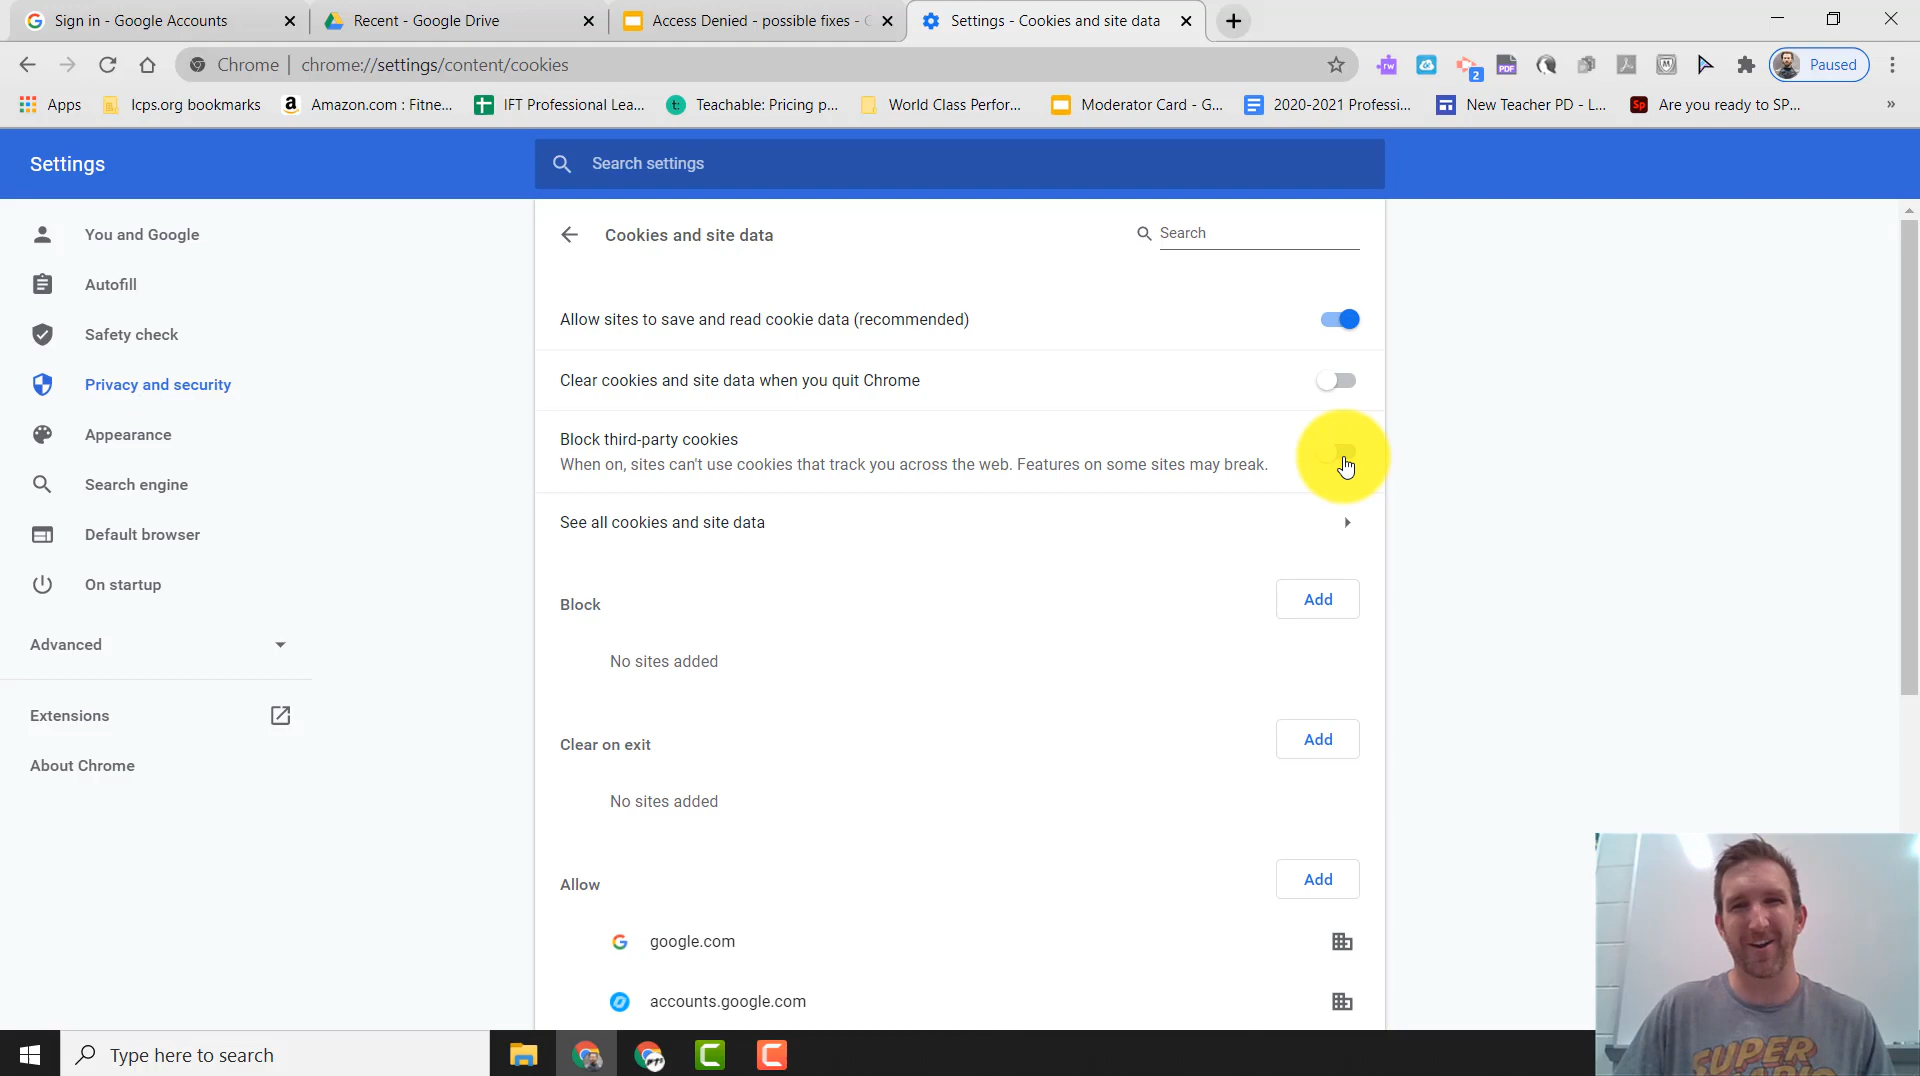 Sign in - Google Accounts
Recent - Google Drive
Access Denied - possible fixes -
Settings - Cookies and site data
Chrome | chrome://settings/content/cookies
2
PDF
Paused
Apps
lcps.org bookmarks
Amazon.com : Fitne...
IFT Professional Lea...
Teachable: Pricing p...
World Class Perfor...
Moderator Card - G...
2020-2021 Professi...
New Teacher PD - L...
Are you ready to SP...
»
Settings
Search settings
You and Google
Autofill
Safety check
Privacy and security
Appearance
Search engine
Default browser
On startup
Advanced
Extensions
About Chrome
Cookies and site data
Search
Allow sites to save and read cookie data (recommended)
Clear cookies and site data when you quit Chrome
Block third-party cookies
When on, sites can't use cookies that track you across the web. Features on some sites may break.
See all cookies and site data
Block
Add
No sites added
Clear on exit
Add
No sites added
Allow
Add
google.com
accounts.google.com
Type here to search
SUPER